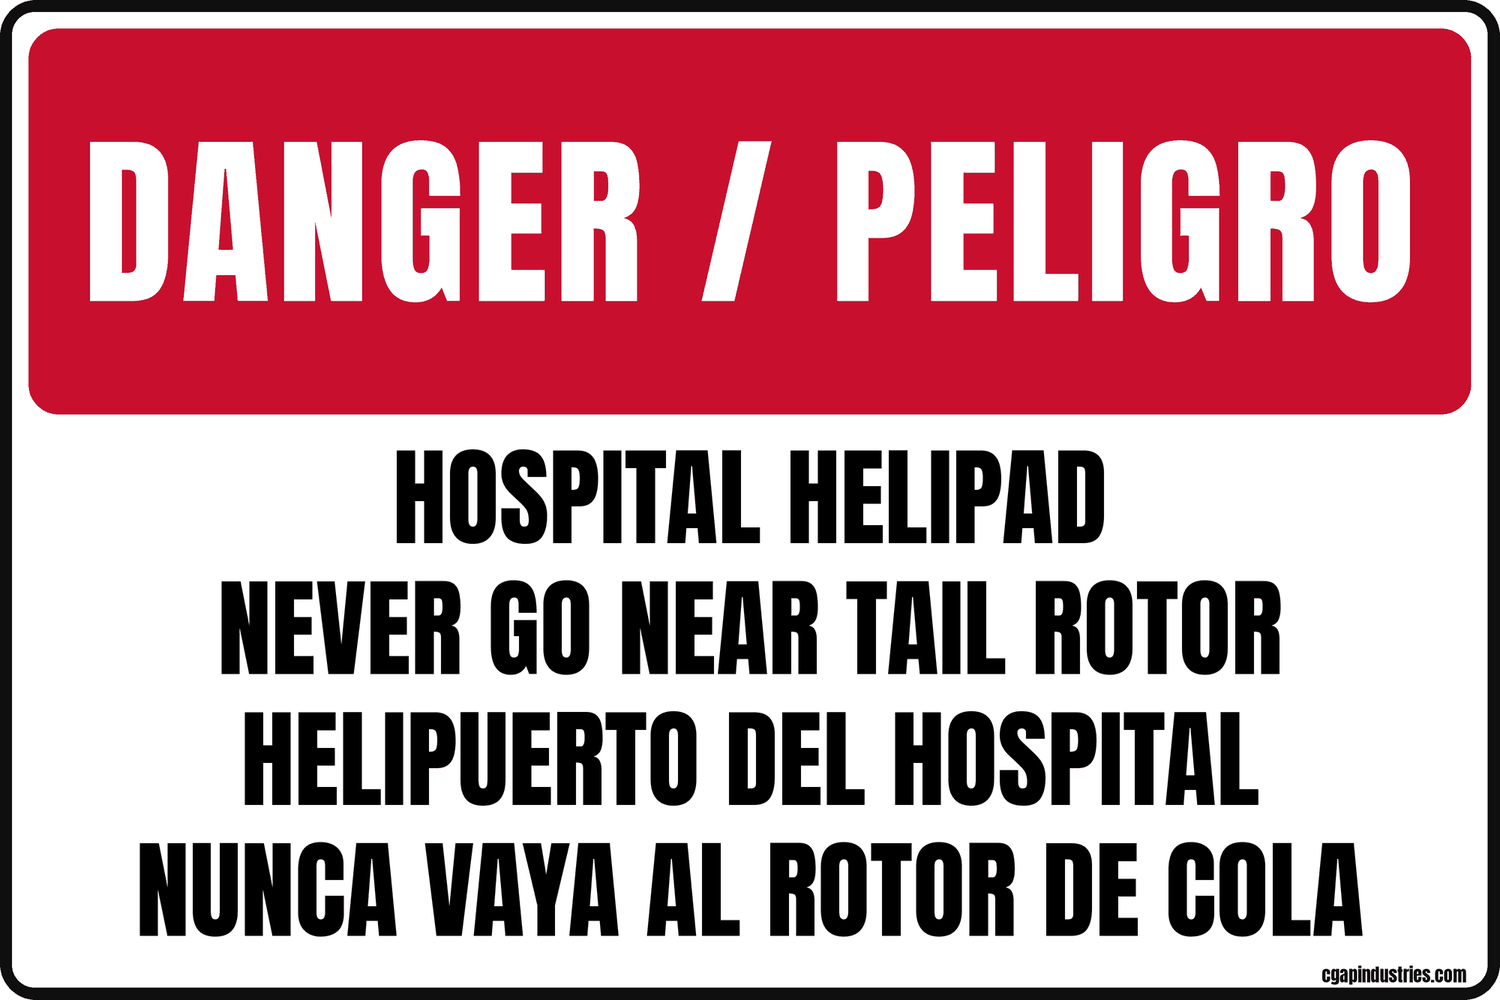 DANGER / PELIGRO
HOSPITAL HELIPAD
NEVER GO NEAR TAIL ROTOR
HELIPUERTO DEL HOSPITAL
NUNCA VAYA AL ROTOR DE COLA
cgapindustries.com